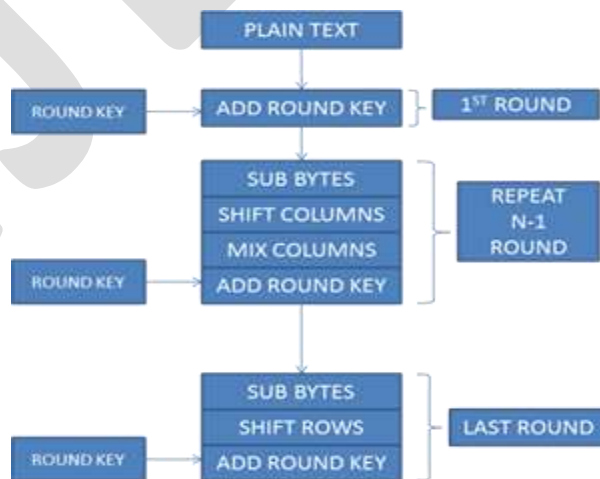 PLAIN TEXT
ROUND KEY
ADD ROUND KEY
1ST ROUND
SUB BYTES
SHIFT COLUMNS
MIX COLUMNS
ROUND KEY
ADD ROUND KEY
REPEAT
N-1
ROUND
SUB BYTES
SHIFT ROWS
ROUND KEY
ADD ROUND KEY
LAST ROUND